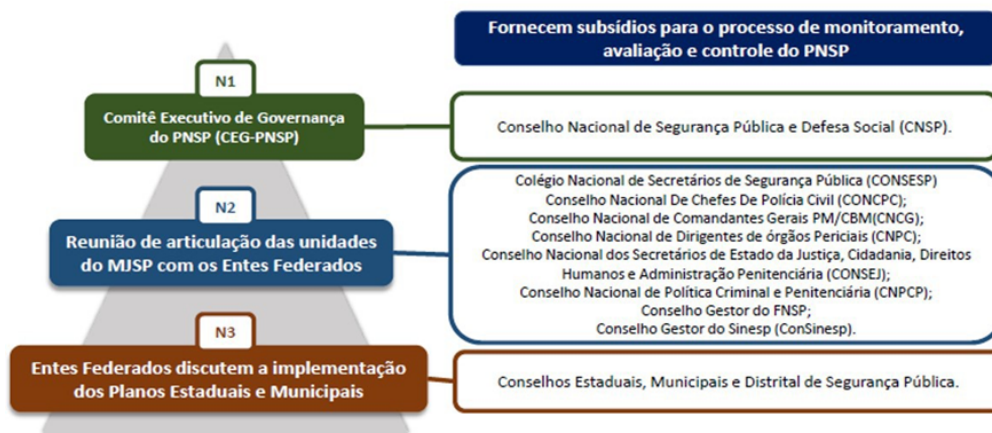 Fornecem subsídios para o processo de monitoramento,
avaliação e controle do PNSP
N1
Comitê Executivo de Governança
do PNSP (CEG-PNSP)
Conselho Nacional de Segurança Pública e Defesa Social (CNSP).
N2
Reunião de articulação das unidades
do MJSP com os Entes Federados
Colégio Nacional de Secretários de Segurança Pública (CONSESP)
Conselho Nacional De Chefes De Polícia Civil (CONCPC);
Conselho Nacional de Comandantes Gerais PM/CBM(CNCG);
Conselho Nacional de Dirigentes de órgãos Periciais (CNPC);
Conselho Nacional dos Secretários de Estado da Justiça, Cidadania, Direitos
Humanos e Administração Penitenciária (CONSEJ);
Conselho Nacional de Política Criminal e Penitenciária (CNPCP);
Conselho Gestor do FNSP;
Conselho Gestor do Sinesp (ConSinesp).
N3
Entes Federados discutem a implementação
dos Planos Estaduais e Municipais
Conselhos Estaduais, Municipais e Distrital de Segurança Pública.